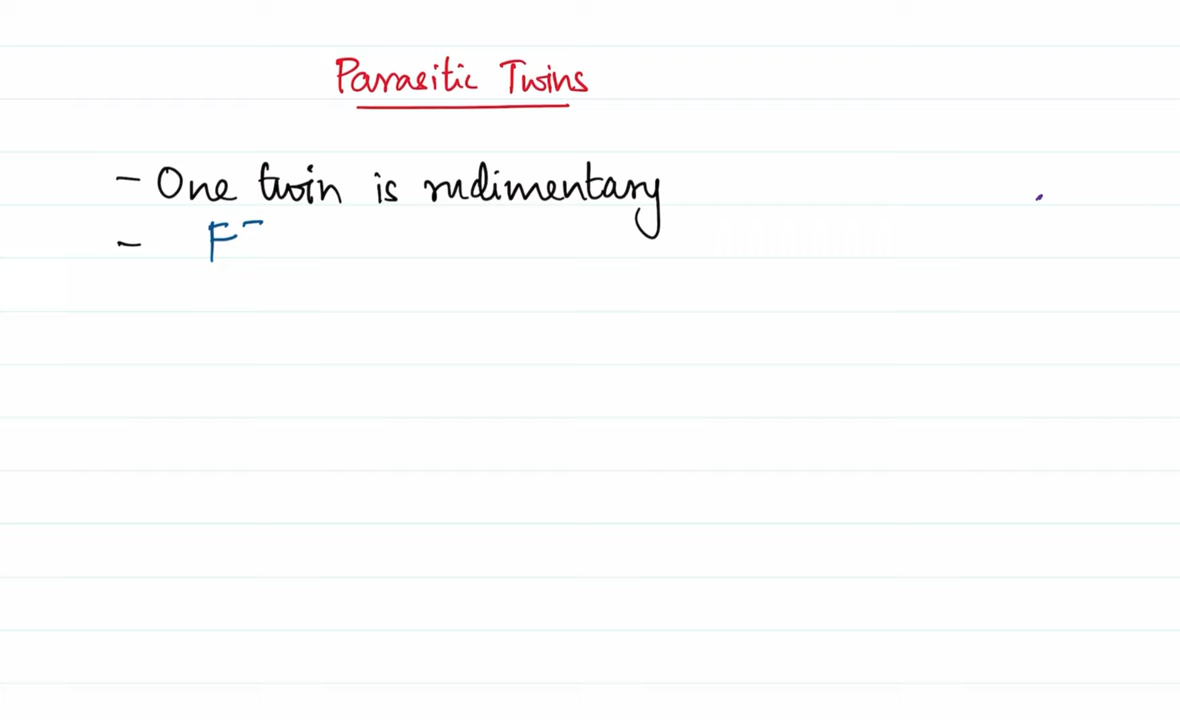 Parasitic Twins
- One twin is rudimentary
- F